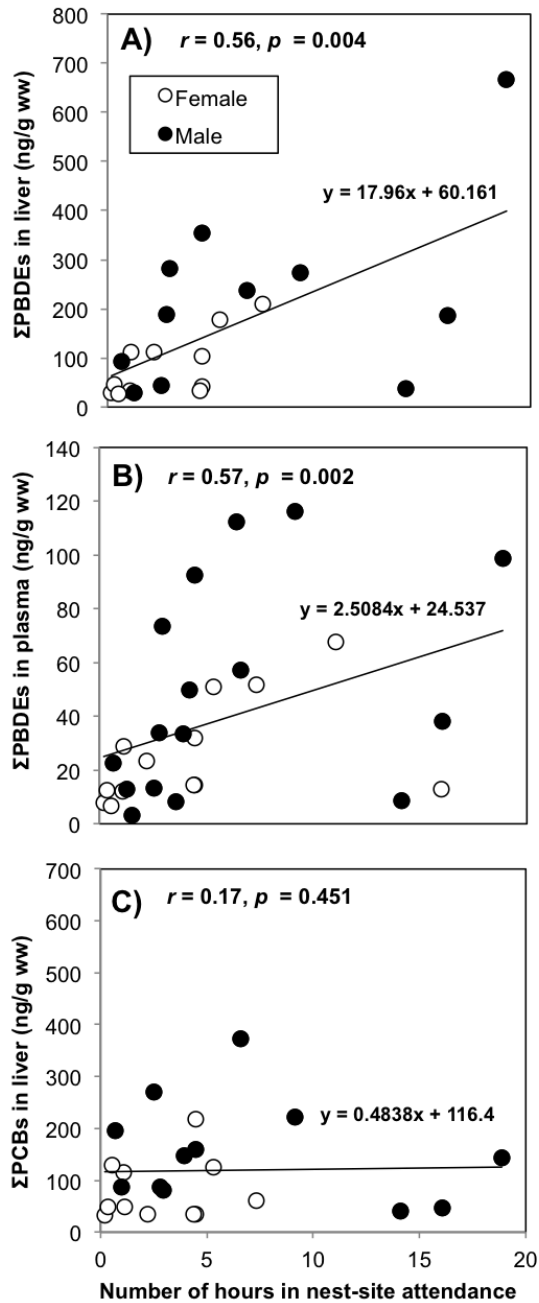 A) r = 0.56, p = 0.004
Female
Male
y = 17.96x + 60.161
ΣPBDEs in liver (ng/g ww)
800
700
600
500
400
300
200
100
0
B) r = 0.57, p = 0.002
y = 2.5084x + 24.537
ΣPBDEs in plasma (ng/g ww)
140
120
100
80
60
40
20
0
C) r = 0.17, p = 0.451
y = 0.4838x + 116.4
ΣPCBs in liver (ng/g ww)
700
600
500
400
300
200
100
0
0 5 10 15 20
Number of hours in nest-site attendance